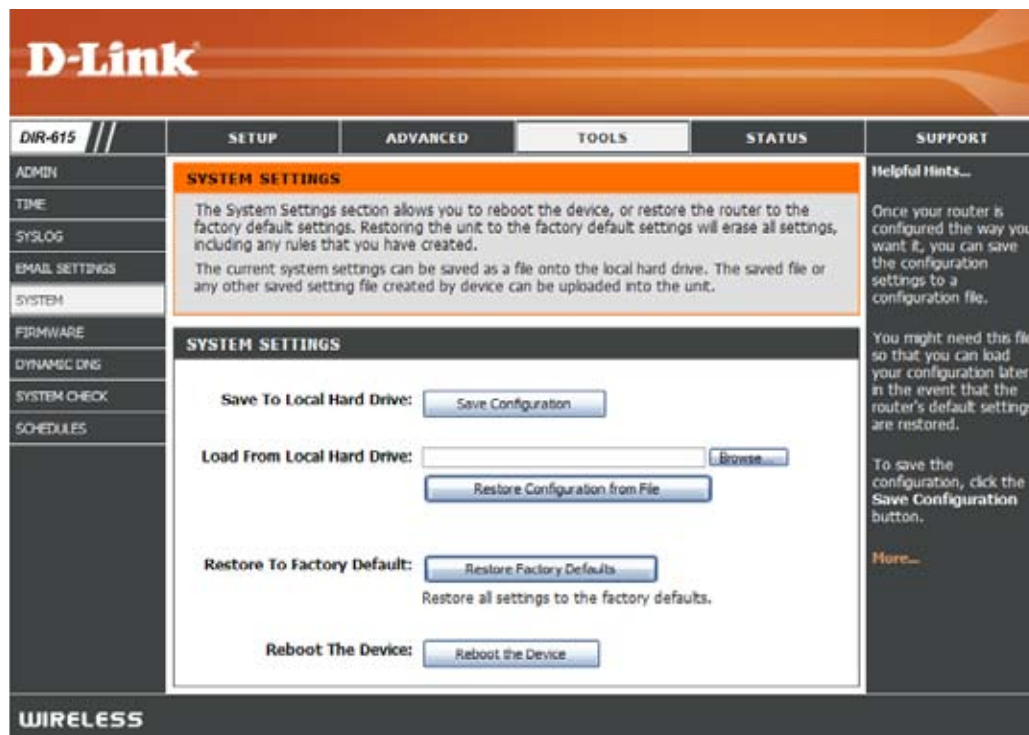 D-Link
DIR-615
SETUP
ADVANCED
TOOLS
STATUS
SUPPORT
ADMIN
TIME
SYSLOG
EMAIL SETTINGS
SYSTEM
FIRMWARE
DYNAMIC DNS
SYSTEM CHECK
SCHEDULES
SYSTEM SETTINGS
The System Settings section allows you to reboot the device, or restore the router to the
factory default settings. Restoring the unit to the factory default settings will erase all settings,
including any rules that you have created.
The current system settings can be saved as a file onto the local hard drive. The saved file or
any other saved setting file created by device can be uploaded into the unit.
SYSTEM SETTINGS
Save To Local Hard Drive:
Save Configuration
Load From Local Hard Drive:
Browse...
Restore Configuration from File
Restore To Factory Default:
Restore Factory Defaults
Restore all settings to the factory defaults.
Reboot The Device:
Reboot the Device
Helpful Hints...
Once your router is
configured the way you
want it, you can save
the configuration
settings to a
configuration file.
You might need this fil
so that you can load
your configuration later
in the event that the
router's default setting
are restored.
To save the
configuration, click the
Save Configuration
button.
More...
WIRELESS